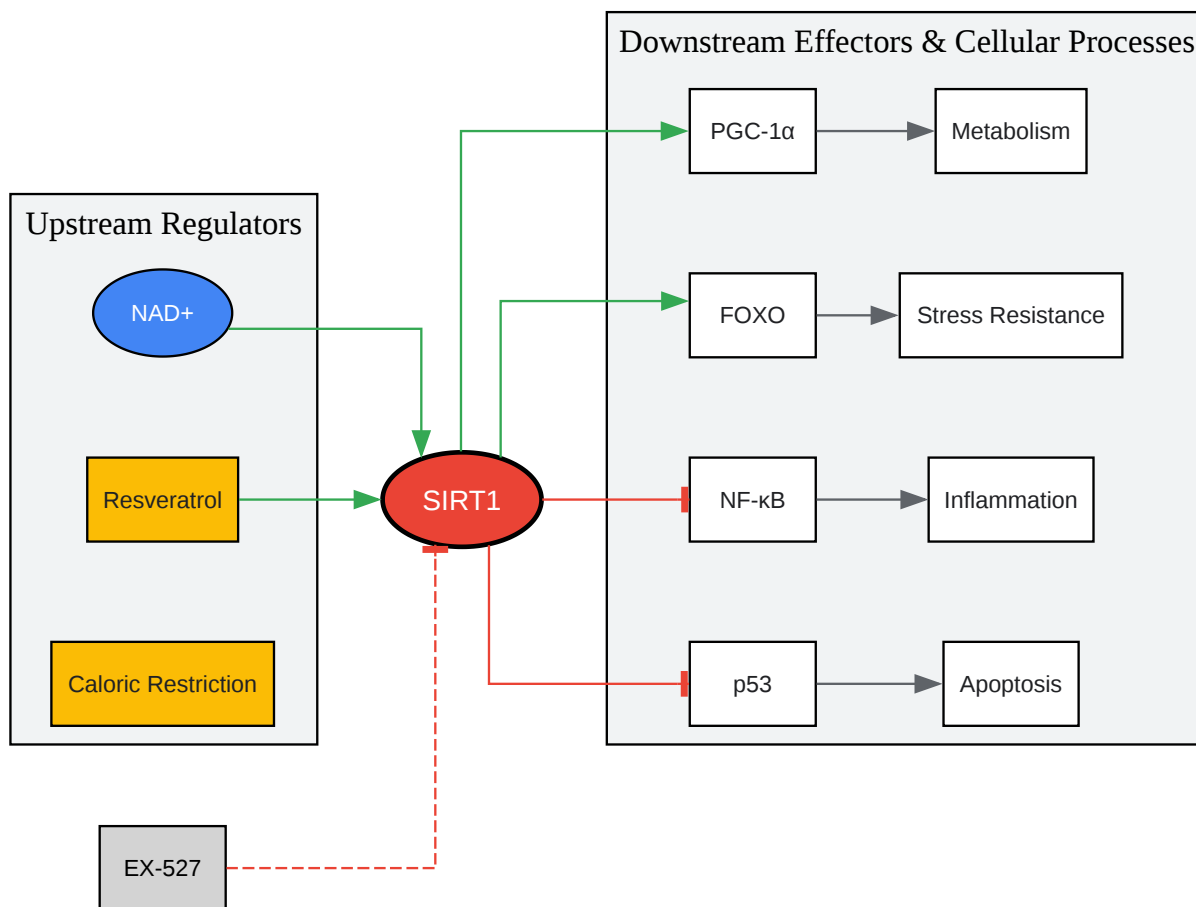 Downstream Effectors & Cellular Processes
PGC-1α
Metabolism
Upstream Regulators
NAD+
FOXO
Stress Resistance
Resveratrol
SIRT1
NF-κB
Inflammation
Caloric Restriction
p53
Apoptosis
EX-527